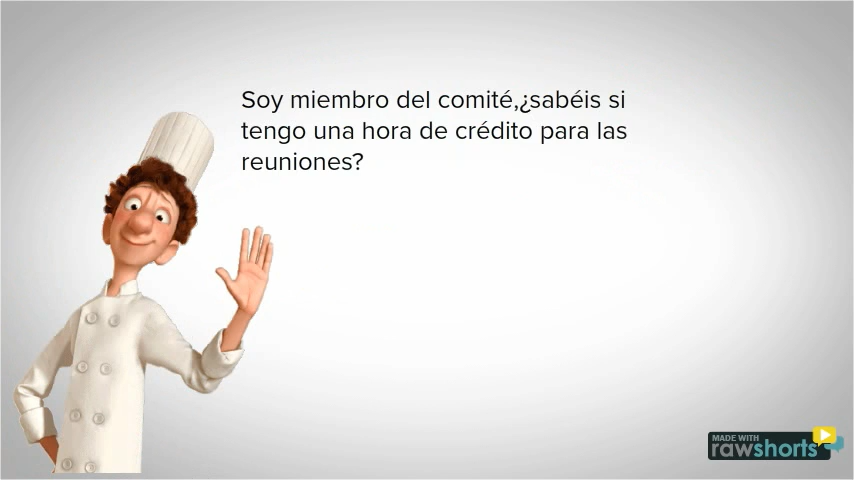 Soy miembro del comité,¿sabéis si
tengo una hora de crédito para las
reuniones?
MADE WITH
rawshorts